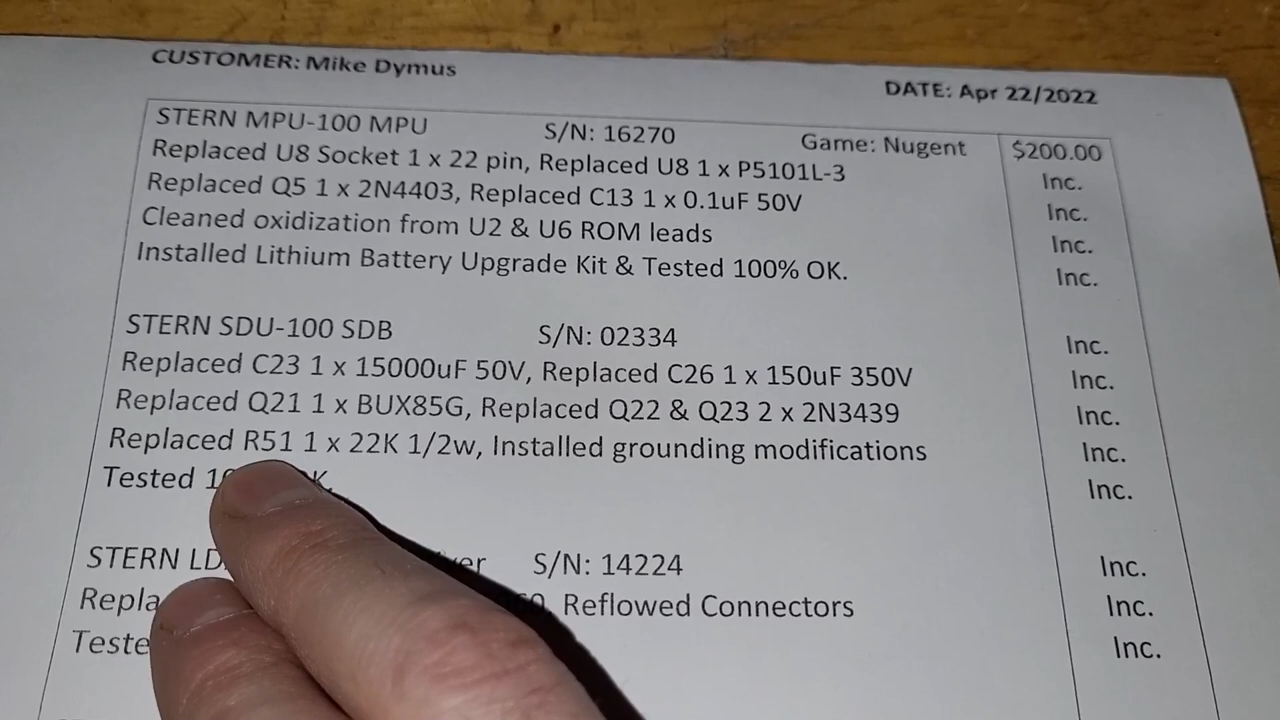 CUSTOMER: Mike Dymus
DATE: Apr 22/2022
STERN MPU-100 MPU S/N: 16270 Game: Nugent $200.00
Replaced U8 Socket 1 x 22 pin, Replaced U8 1 x P5101L-3 Inc.
Replaced Q5 1 x 2N4403, Replaced C13 1 x 0.1uF 50V Inc.
Cleaned oxidization from U2 & U6 ROM leads Inc.
Installed Lithium Battery Upgrade Kit & Tested 100% OK. Inc.
STERN SDU-100 SDB S/N: 02334 Inc.
Replaced C23 1 x 15000uF 50V, Replaced C26 1 x 150uF 350V Inc.
Replaced Q21 1 x BUX85G, Replaced Q22 & Q23 2 x 2N3439 Inc.
Replaced R51 1 x 22K 1/2w, Installed grounding modifications Inc.
Tested Inc.
STERN S/N: 14224 Inc.
Reflowed Connectors Inc.
Inc.